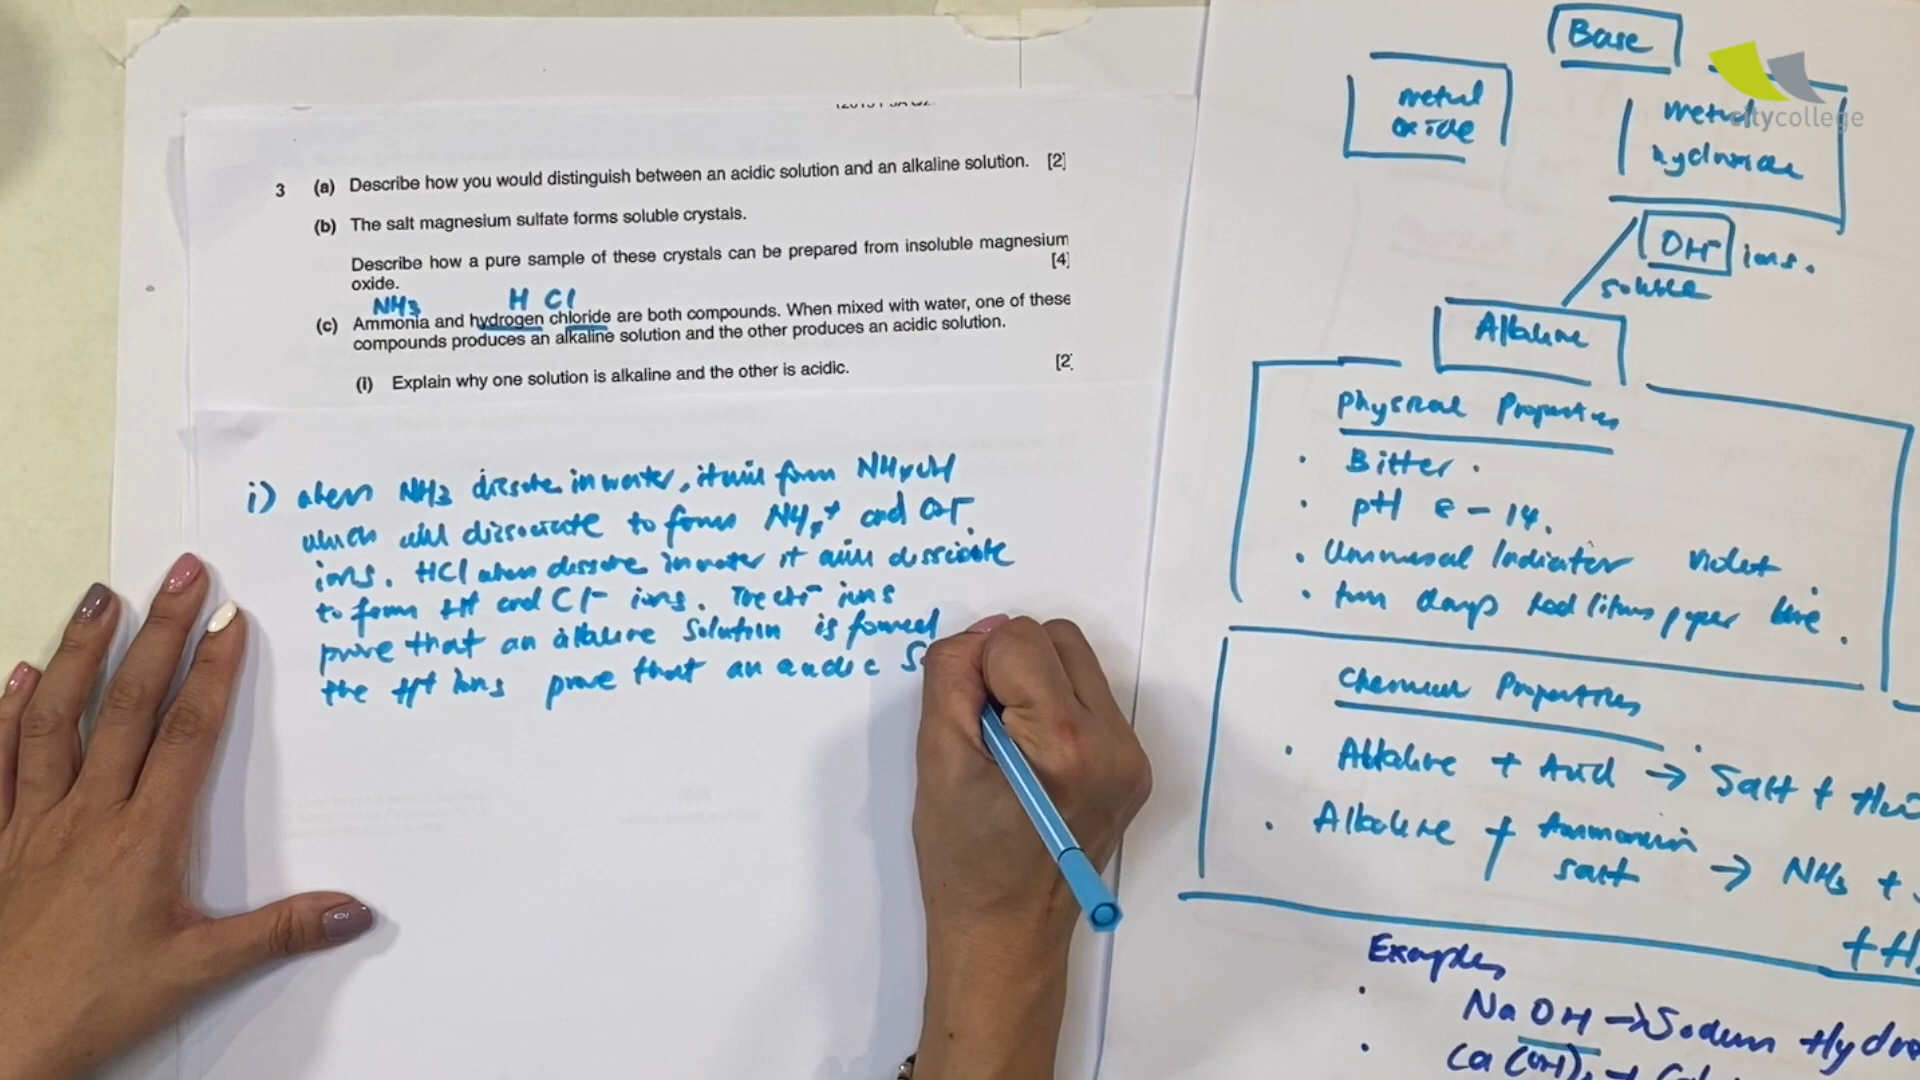 3 (a) Describe how you would distinguish between an acidic solution and an alkaline solution. [2]
(b) The salt magnesium sulfate forms soluble crystals.
Describe how a pure sample of these crystals can be prepared from insoluble magnesium
oxide. [4]
NH3 H Cl
(c) Ammonia and hydrogen chloride are both compounds. When mixed with water, one of these
compounds produces an alkaline solution and the other produces an acidic solution.
(i) Explain why one solution is alkaline and the other is acidic. [2]
i) when NH3 dissolve in water, it will form NH4OH
which will dissociate to form NH4+ and OH-
ions. HCl when dissolve in water it will dissociate
to form H+ and Cl- ions. The OH- ions
prove that an alkaline solution is formed
the H+ ions prove that an acidic S
Base
metal
oxide
metal
hydroxide
citycollege
OH- ions.
soluble
Alkaline
Physical Properties
• Bitter.
• pH 8-14.
• Universal Indicator violet.
• turn damp Red litmus paper blue.
Chemical Properties
• Alkaline + Acid → Salt + H2O
• Alkaline + Ammonium
salt → NH3 +
+ H
Examples
• NaOH → Sodium Hydro
• Ca(OH)2 →